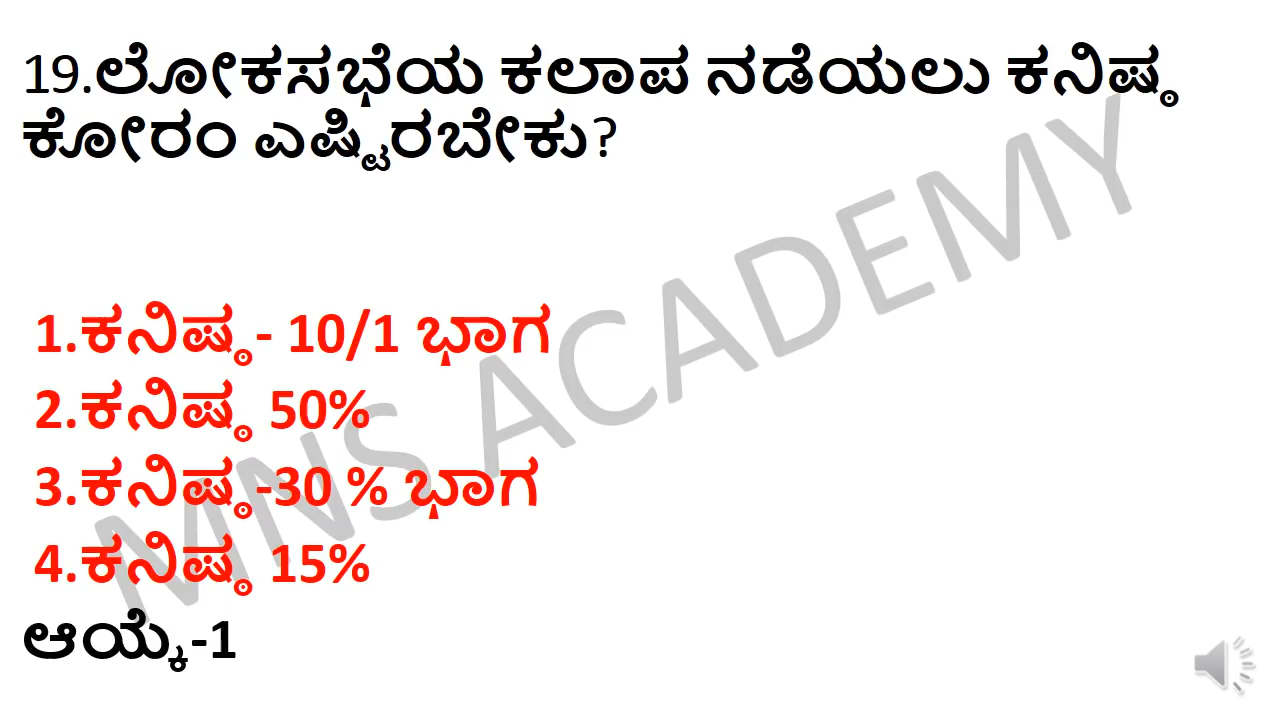 19.ಲೋಕಸಭೆಯ ಕಲಾಪ ನಡೆಯಲು ಕನಿಷ್ಠ
ಕೋರಂ ಎಷ್ಟಿರಬೇಕು?
1.ಕನಿಷ್ಠ- 10/1 ಭಾಗ
2.ಕನಿಷ್ಠ 50%
3.ಕನಿಷ್ಠ-30 % ಭಾಗ
4.ಕನಿಷ್ಠ 15%
ಆಯ್ಕೆ-1
MNS ACADEMY